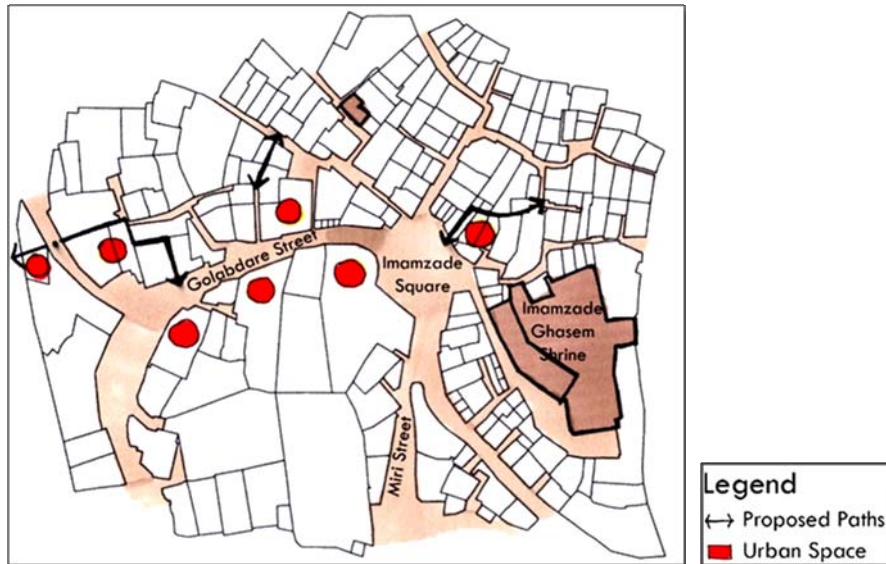 Golabdare Street
Imamzade
Square
Imamzade
Ghasem
Shrine
Miri Street
Legend
Proposed Paths
Urban Space